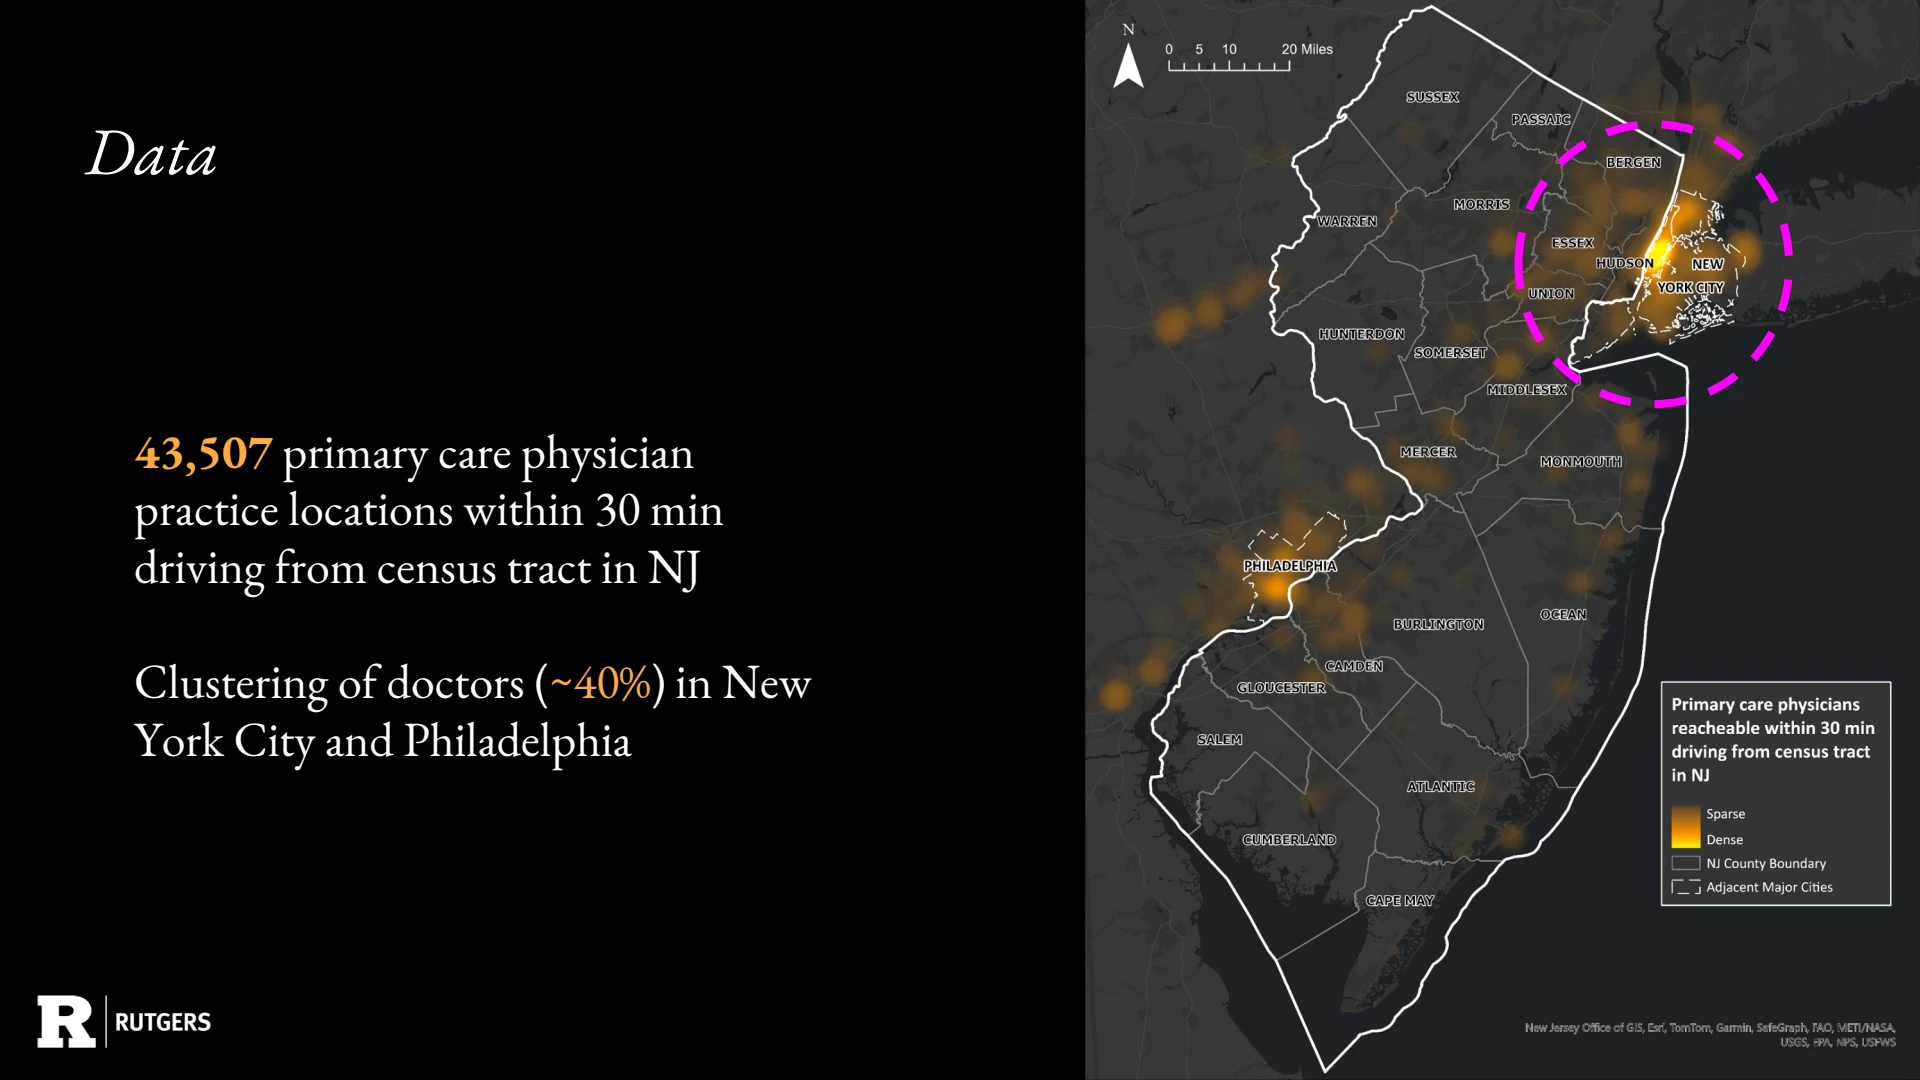 Data
43,507 primary care physician
practice locations within 30 min
driving from census tract in NJ
Clustering of doctors (~40%) in New
York City and Philadelphia
R RUTGERS
N
0 5 10 20 Miles
SUSSEX
PASSAIC
BERGEN
MORRIS
WARREN
ESSEX
HUDSON
NEW
YORK CITY
UNION
HUNTERDON
SOMERSET
MIDDLESEX
MERCER
MONMOUTH
PHILADELPHIA
OCEAN
BURLINGTON
CAMDEN
GLOUCESTER
SALEM
ATLANTIC
CUMBERLAND
CAPE MAY
Primary care physicians
reacheable within 30 min
driving from census tract
in NJ
Sparse
Dense
NJ County Boundary
Adjacent Major Cities
New Jersey Office of GIS, Esri, TomTom, Garmin, SafeGraph, FAO, METI/NASA,
USGS, EPA, NPS, USFWS